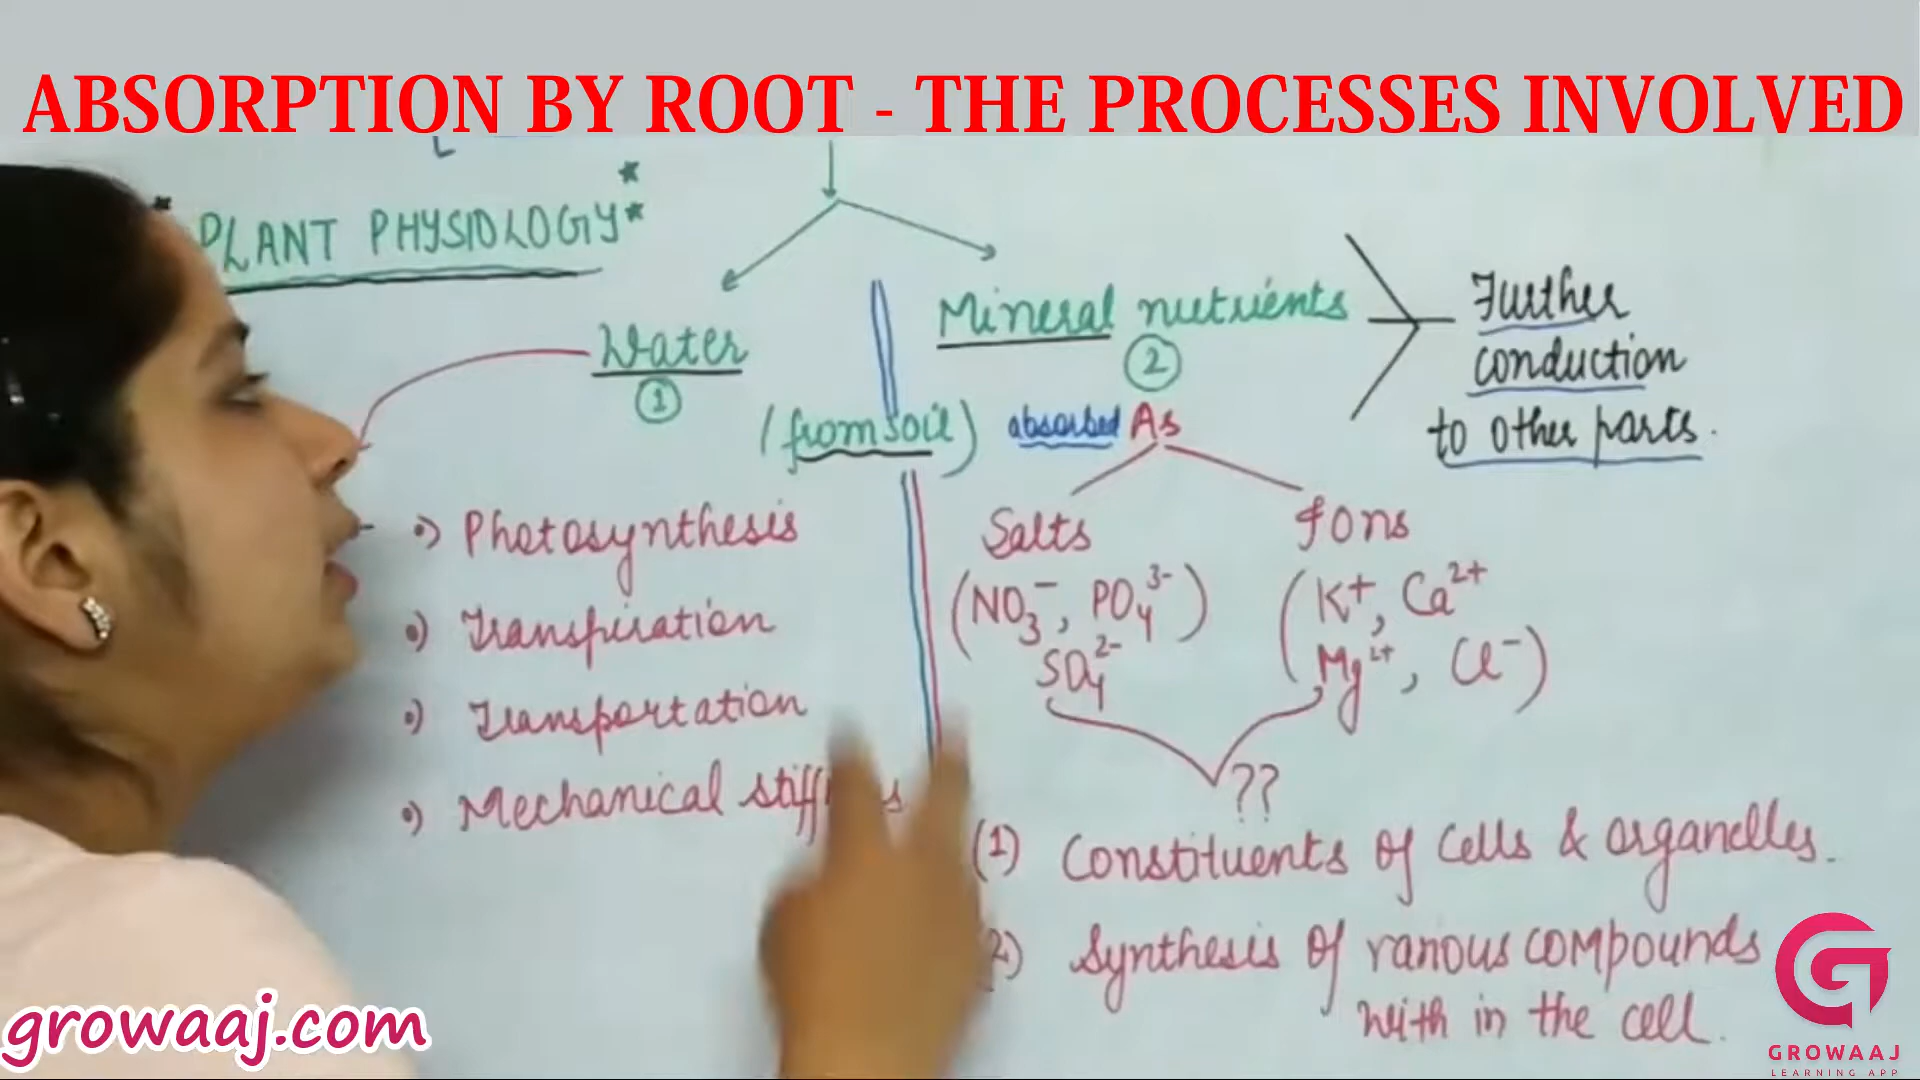 ABSORPTION BY ROOT - THE PROCESSES INVOLVED
PLANT PHYSIOLOGY
Water
1
Mineral nutrients
2
Further
conduction
to other parts.
(from soil)
absorbed As
Salts
Ions
(NO₃⁻, PO₄³⁻)
SO₄²⁻
(K⁺, Ca²⁺
Mg²⁺, Cl⁻)
??
•) Photosynthesis
•) Transpiration
•) Transportation
•) Mechanical
(1) Constituents of cells & organelles.
2) Synthesis of various compounds
with in the cell.
growaaj.com
GROWAAJ
LEARNING APP